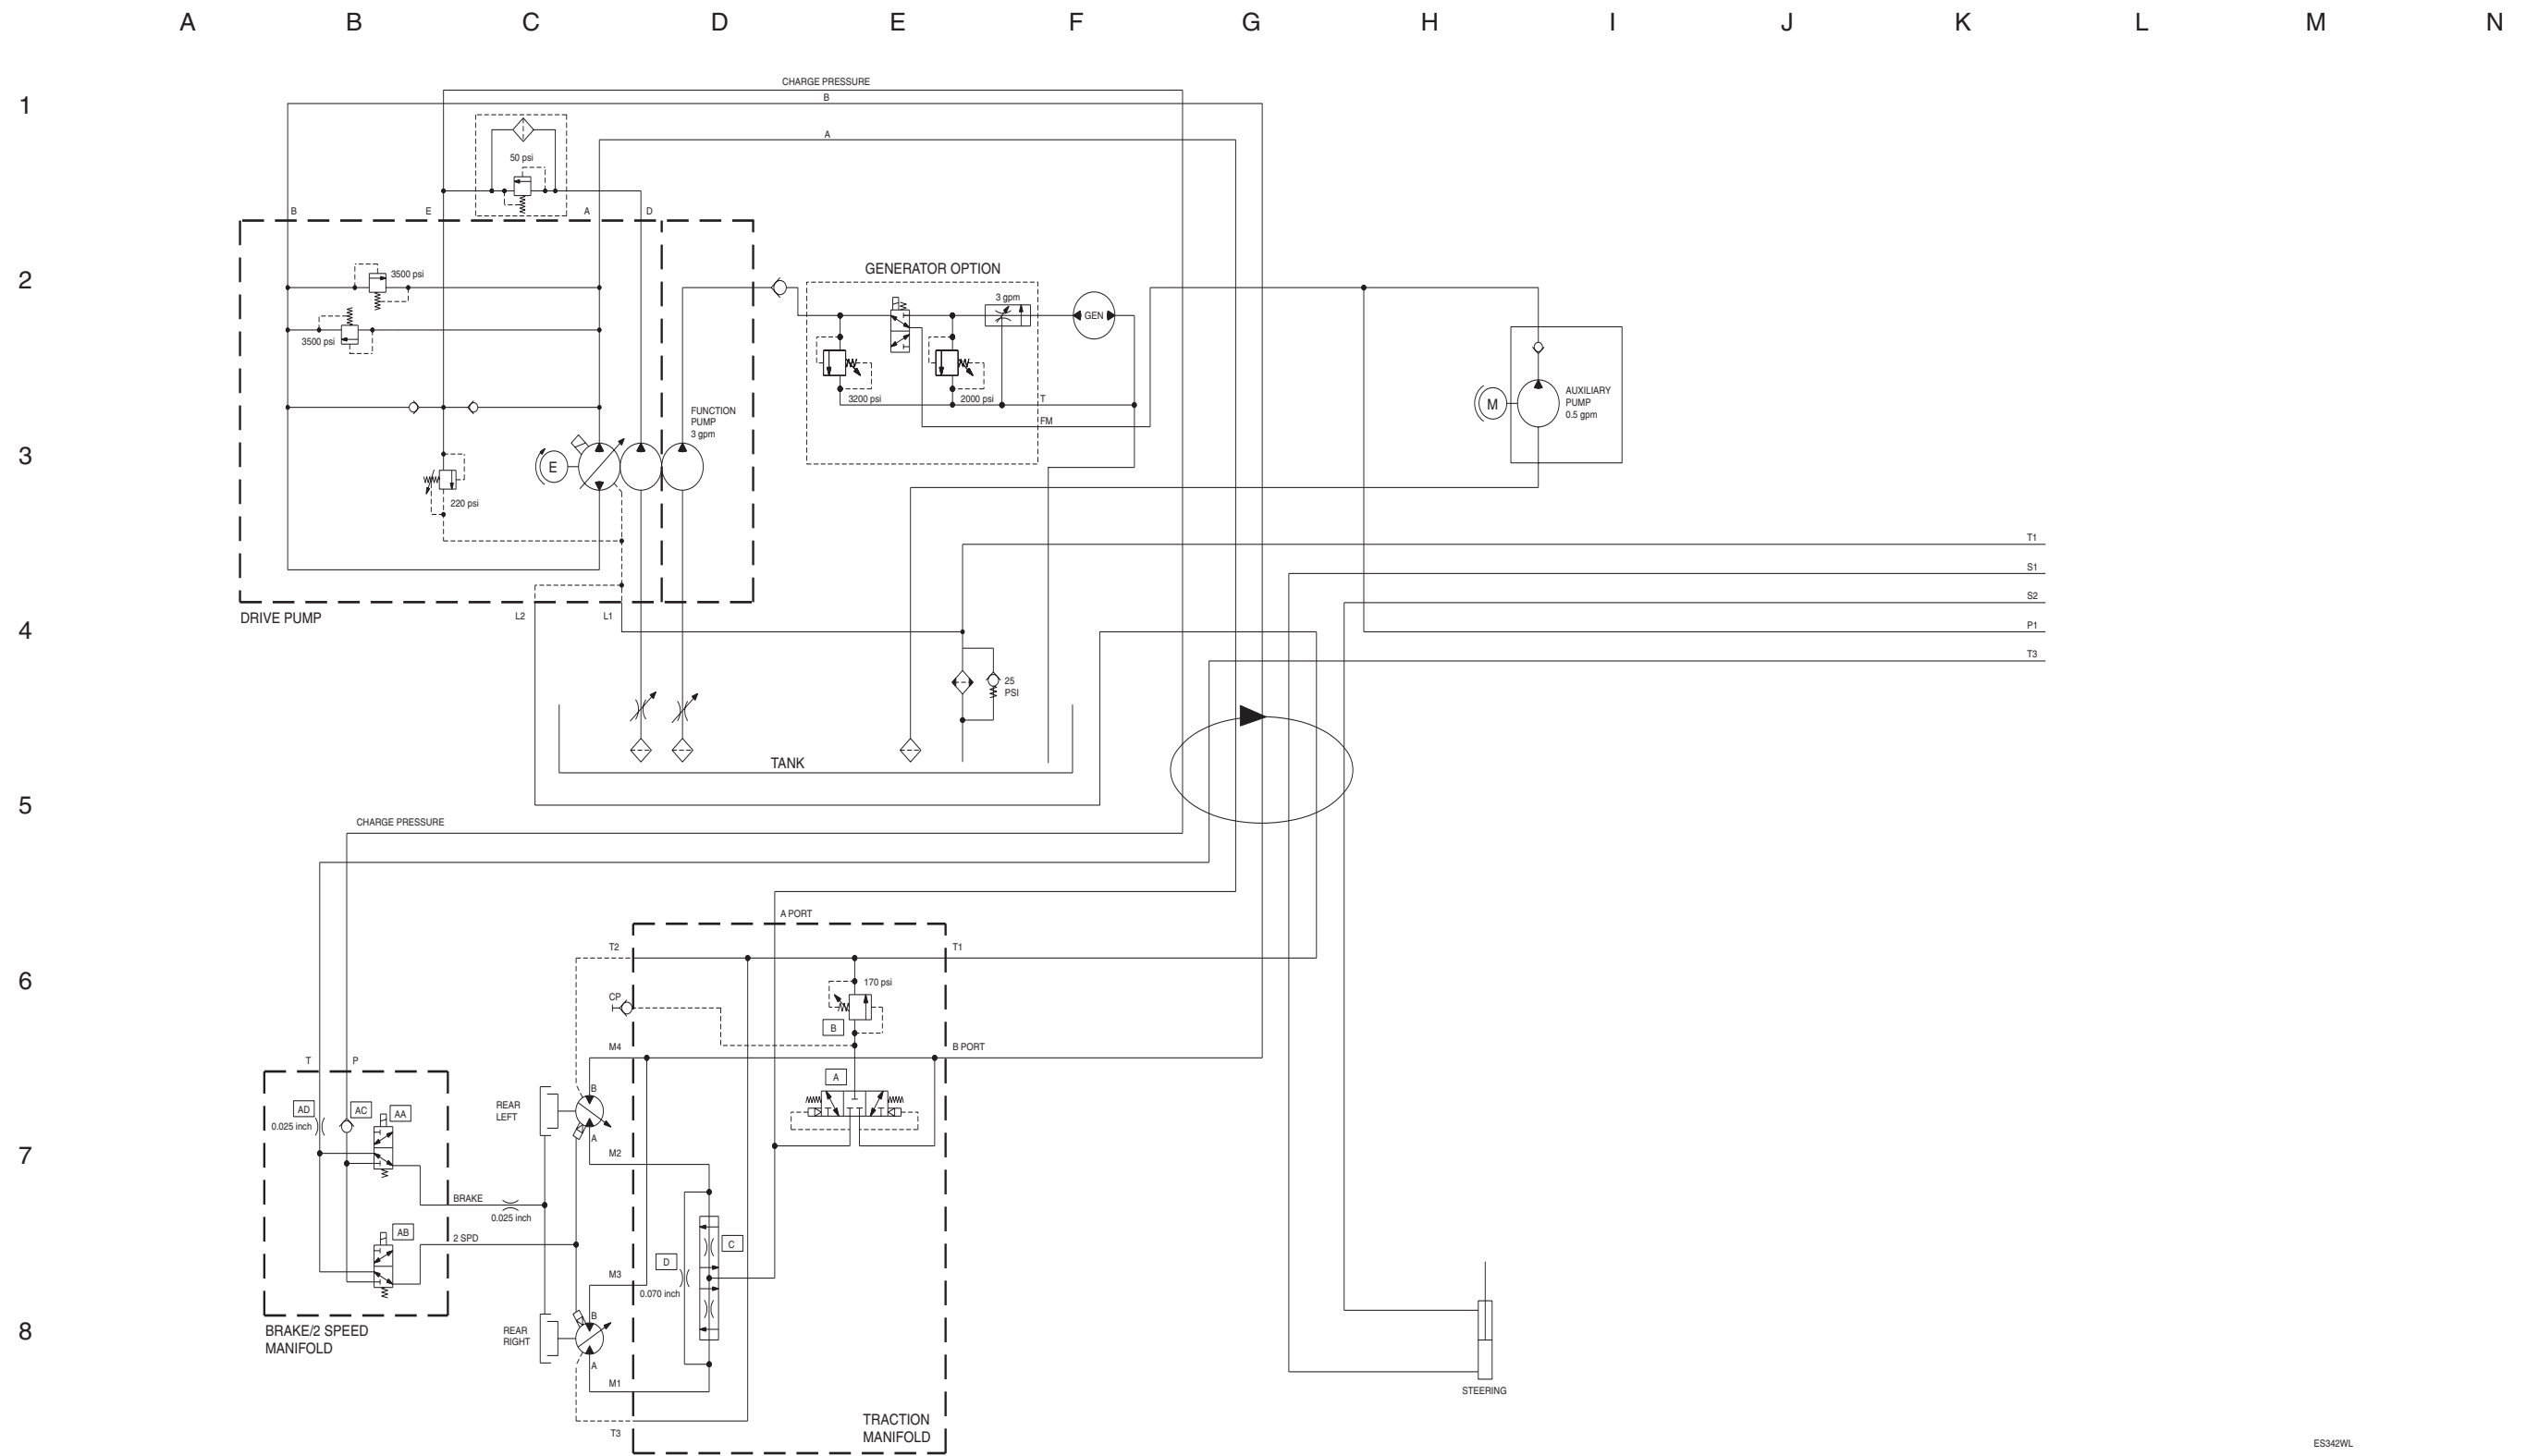 A B C D E F G H I J K L M N
1
CHARGE PRESSURE
B
A
50 psi
B E A D
2
3500 psi
3500 psi
GENERATOR OPTION
3 gpm
GEN
3200 psi
2000 psi
T
FM
FUNCTION
PUMP
3 gpm
M
AUXILIARY
PUMP
0.5 gpm
3
E
220 psi
T1
S1
S2
P1
T3
DRIVE PUMP
L2 L1
4
25
PSI
TANK
5
CHARGE PRESSURE
A PORT
T2
T1
6
CP
170 psi
B
M4
B PORT
T P
A
AD
AC
AA
0.025 inch
REAR
LEFT
B
A
7
M2
BRAKE
0.025 inch
AB
2 SPD
C
D
M3
0.070 inch
8
BRAKE/2 SPEED
MANIFOLD
REAR
RIGHT
B
A
M1
T3
TRACTION
MANIFOLD
STEERING
ES342WL